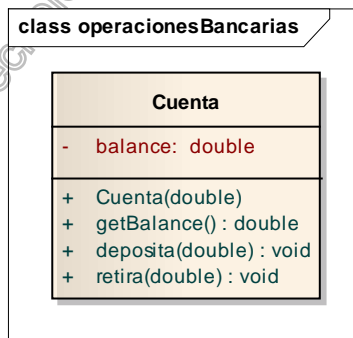 class operacionesBancarias
Cuenta
- balance: double
+ Cuenta(double)
+ getBalance() : double
+ deposita(double) : void
+ retira(double) : void